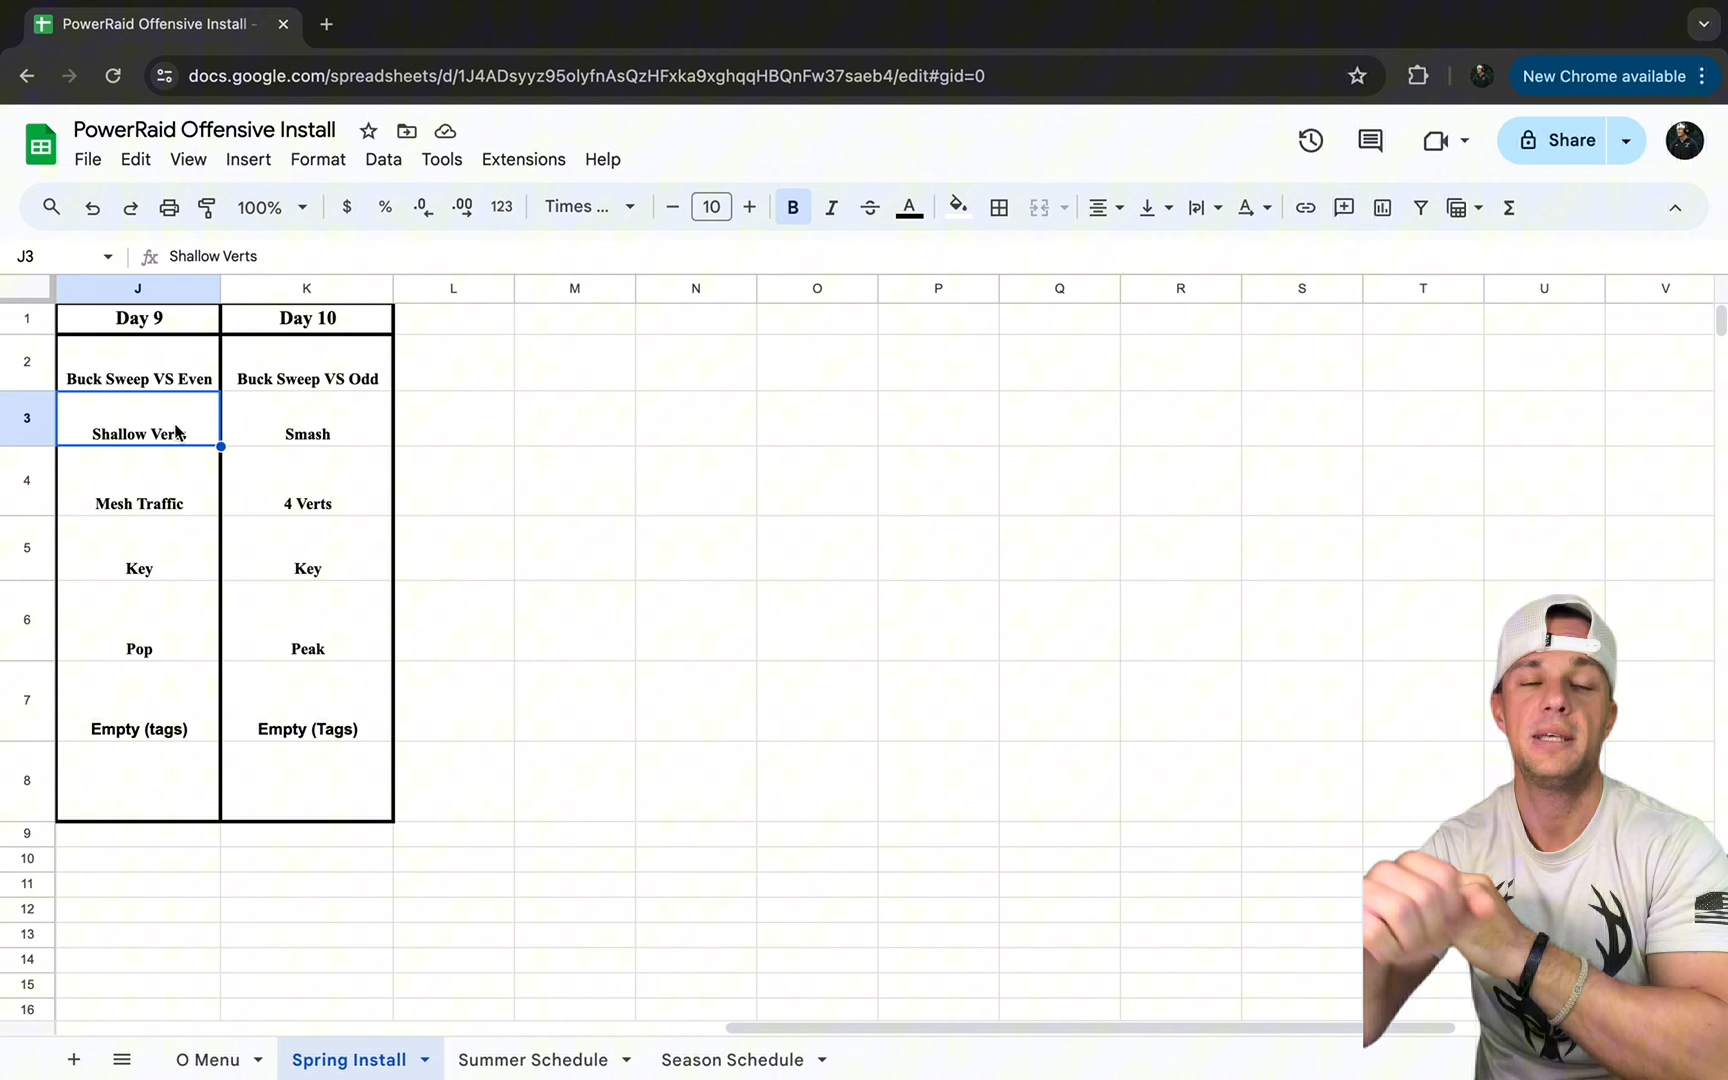 PowerRaid Offensive Install -
docs.google.com/spreadsheets/d/1J4ADsyyz95olyfnAsQzHFxka9xghqqHBQnFw37saeb4/edit#gid=0
New Chrome available
PowerRaid Offensive Install
File Edit View Insert Format Data Tools Extensions Help
Share
100% $ % .0 .00 123 Times ... 10 B I S A Σ
J3 fx Shallow Verts
J K L M N O P Q R S T U V
1 Day 9 Day 10
2 Buck Sweep VS Even Buck Sweep VS Odd
3 Shallow Verts Smash
4 Mesh Traffic 4 Verts
5 Key Key
6 Pop Peak
7 Empty (tags) Empty (Tags)
8
9
10
11
12
13
14
15
16
O Menu Spring Install Summer Schedule Season Schedule